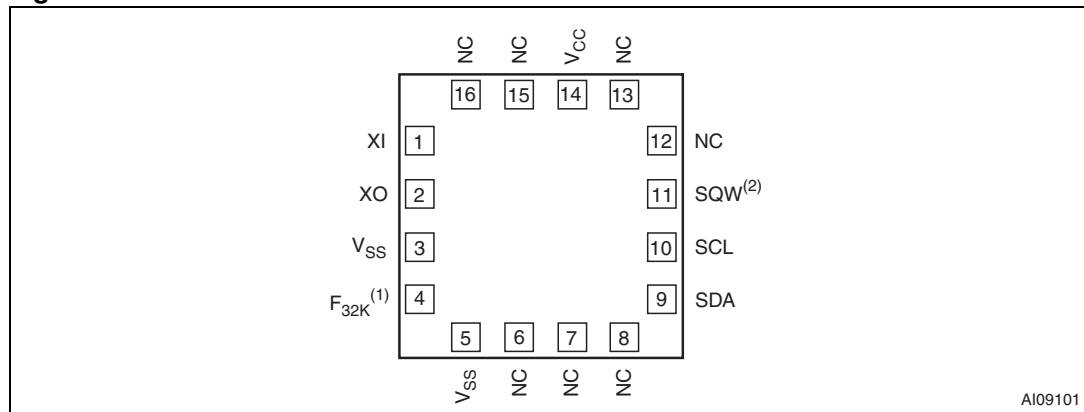 NC NC VCC NC
16 15 14 13
XI 1 12 NC
XO 2 11 SQW(2)
VSS 3 10 SCL
F32K(1) 4 9 SDA
5 6 7 8
VSS NC NC NC
AI09101